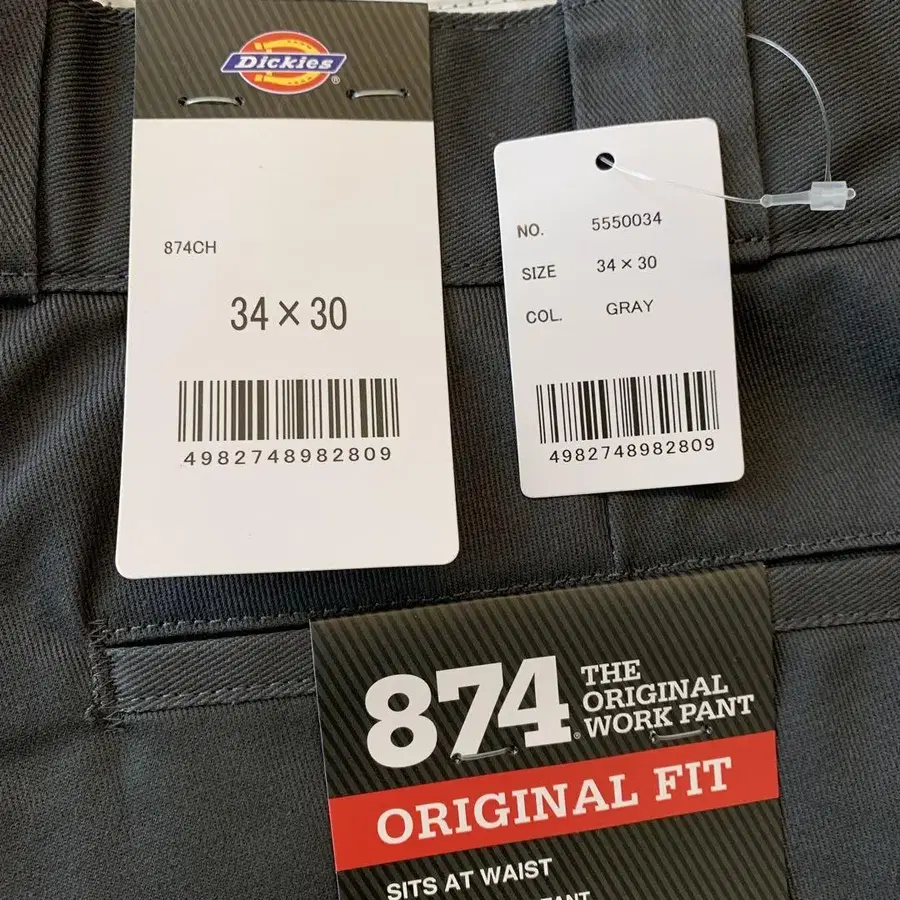 Dickies®
874CH
34×30
4982748982809
NO. 5550034
SIZE 34×30
COL. GRAY
4982748982809
874®
THE
ORIGINAL
WORK PANT
ORIGINAL FIT
SITS AT WAIST